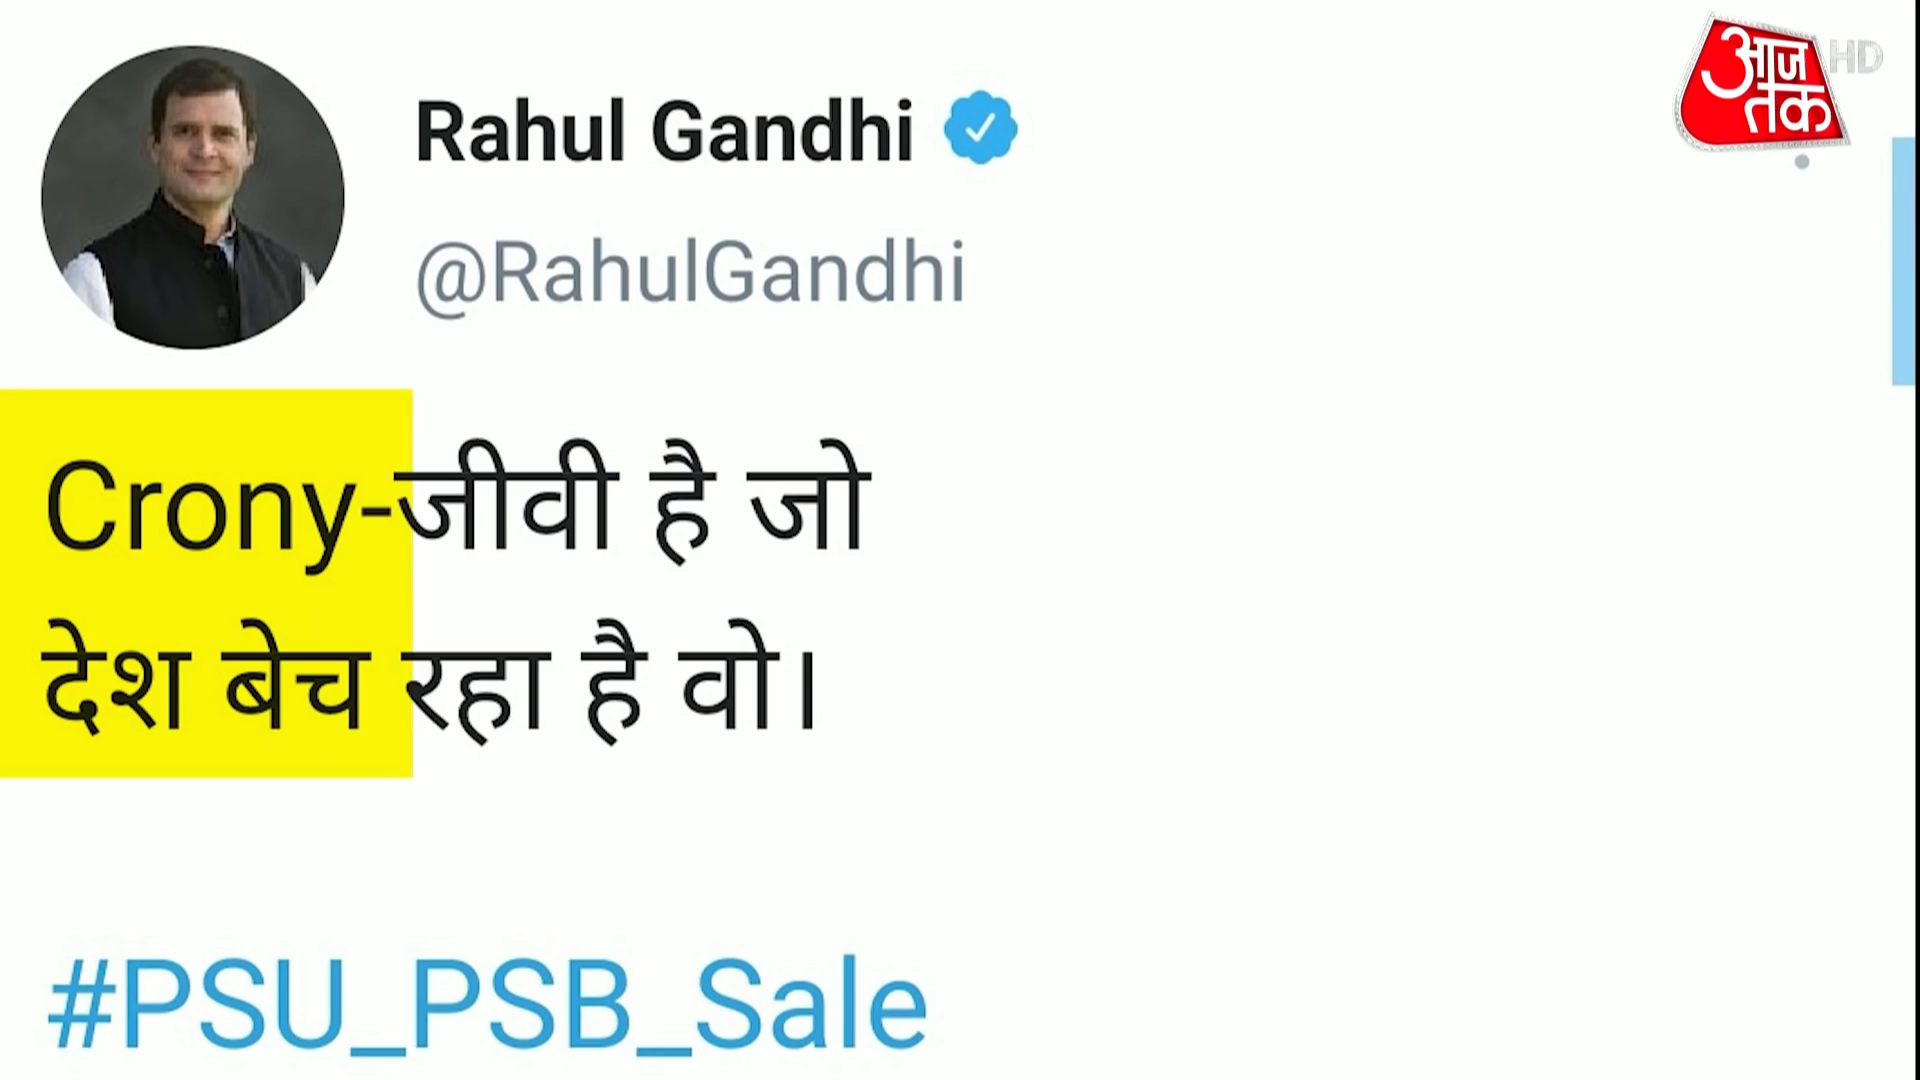 आज तक HD
Rahul Gandhi
@RahulGandhi
Crony-जीवी है जो
देश बेच रहा है वो।
#PSU_PSB_Sale